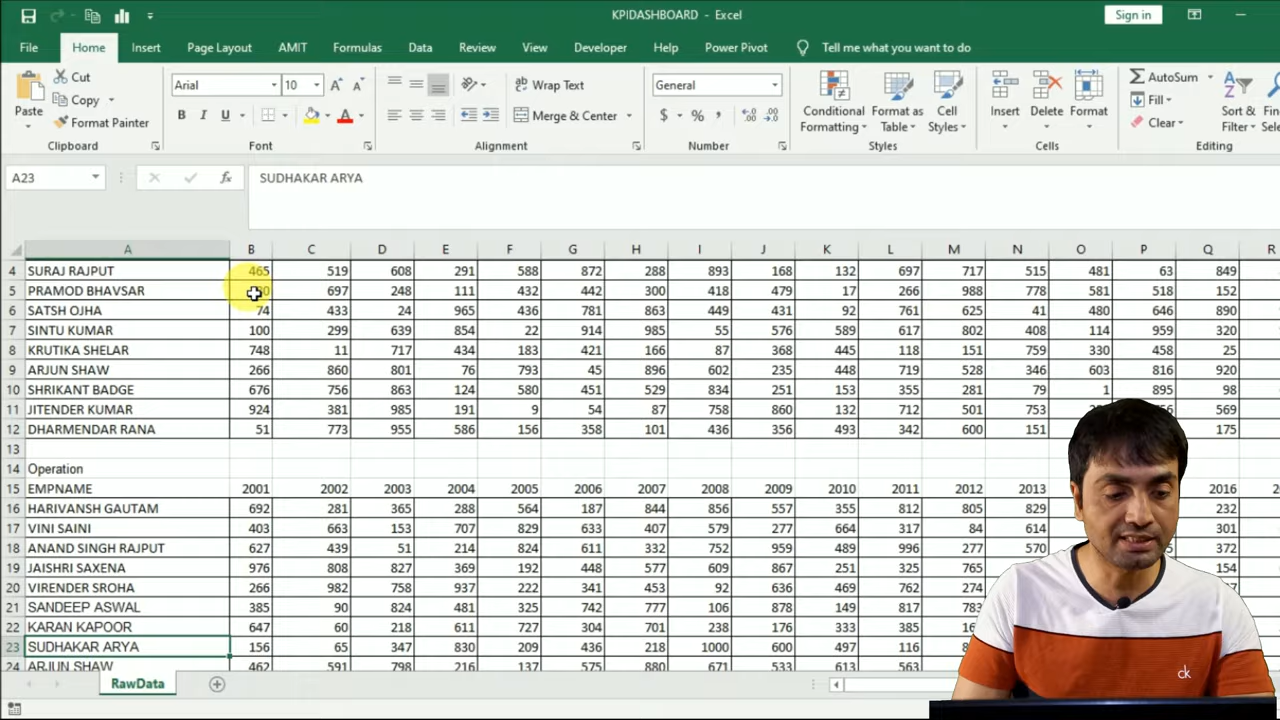 KPIDASHBOARD - Excel
Sign in
File Home Insert Page Layout AMIT Formulas Data Review View Developer Help Power Pivot Tell me what you want to do
Paste Cut Copy Format Painter Clipboard
Arial 10 B I U Font
Wrap Text Merge & Center Alignment
General $ % , Number
Conditional Formatting Format as Table Cell Styles Styles
Insert Delete Format Cells
AutoSum Fill Clear Sort & Filter Editing
A23 fx SUDHAKAR ARYA
A B C D E F G H I J K L M N O P Q R
4 SURAJ RAJPUT 465 519 608 291 588 872 288 893 168 132 697 717 515 481 63 849
5 PRAMOD BHAVSAR 697 248 111 432 442 300 418 479 17 266 988 778 581 518 152
6 SATSH OJHA 74 433 24 965 436 781 863 449 431 92 761 625 41 480 646 890
7 SINTU KUMAR 100 299 639 854 22 914 985 55 576 589 617 802 408 114 959 320
8 KRUTIKA SHELAR 748 11 717 434 183 421 166 87 368 445 118 151 759 330 458 25
9 ARJUN SHAW 266 860 801 76 793 45 896 602 235 448 719 528 346 603 816 920
10 SHRIKANT BADGE 676 756 863 124 580 451 529 834 251 153 355 281 79 1 895 98
11 JITENDER KUMAR 924 381 985 191 9 54 87 758 860 132 712 501 753 569
12 DHARMENDAR RANA 51 773 955 586 156 358 101 436 356 493 342 600 151 175
13
14 Operation
15 EMPNAME 2001 2002 2003 2004 2005 2006 2007 2008 2009 2010 2011 2012 2013 2016
16 HARIVANSH GAUTAM 692 281 365 288 564 187 844 856 557 355 812 805 829 232
17 VINI SAINI 403 663 153 707 829 633 407 579 277 664 317 84 614 301
18 ANAND SINGH RAJPUT 627 439 51 214 824 611 332 752 959 489 996 277 570 372
19 JAISHRI SAXENA 976 808 827 369 192 448 577 609 867 251 325 765 154
20 VIRENDER SROHA 266 982 758 937 222 341 453 92 636 469 762 274
21 SANDEEP ASWAL 385 90 824 481 325 742 777 106 878 149 817 783
22 KARAN KAPOOR 647 60 218 611 727 304 701 238 176 333 385
23 SUDHAKAR ARYA 156 65 347 830 209 436 218 1000 600 497 116
24 ARJUN SHAW 462 591 798 216 137 575 880 671 533 842 563
RawData
ck